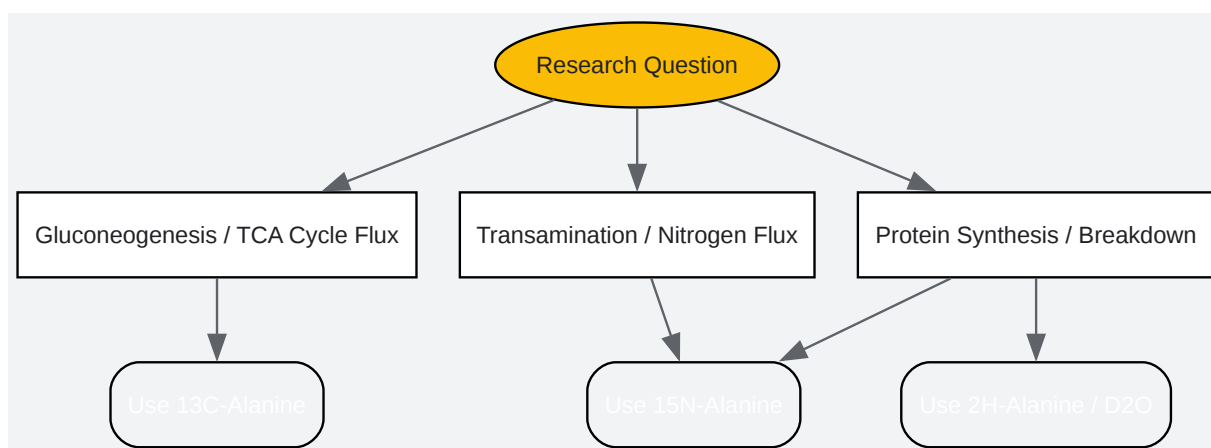 Research Question
Gluconeogenesis / TCA Cycle Flux
Transamination / Nitrogen Flux
Protein Synthesis / Breakdown
Use 13C-Alanine
Use 15N-Alanine
Use 2H-Alanine / D2O